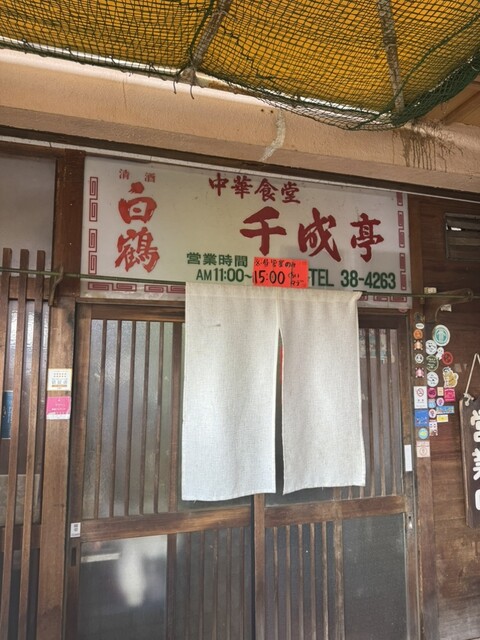 清酒
白鶴
中華食堂
千成亭
営業時間
AM11:00~
15:00
TEL 38-4263